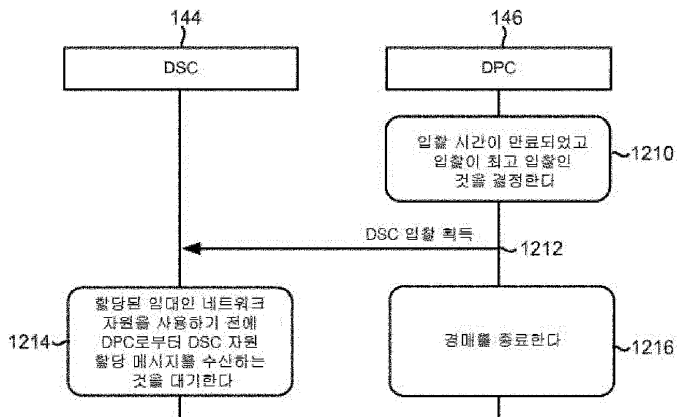 144
146
DSC
DPC
입찰 시간이 만료되었고
입찰이 최고 입찰인
것을 결정한다
1210
DSC 입찰 획득
1212
할당된 임대인 네트워크
자원을 사용하기 전에
DPC로부터 DSC 자원
할당 메시지를 수신하는
것을 대기한다
1214
경매를 종료한다
1216